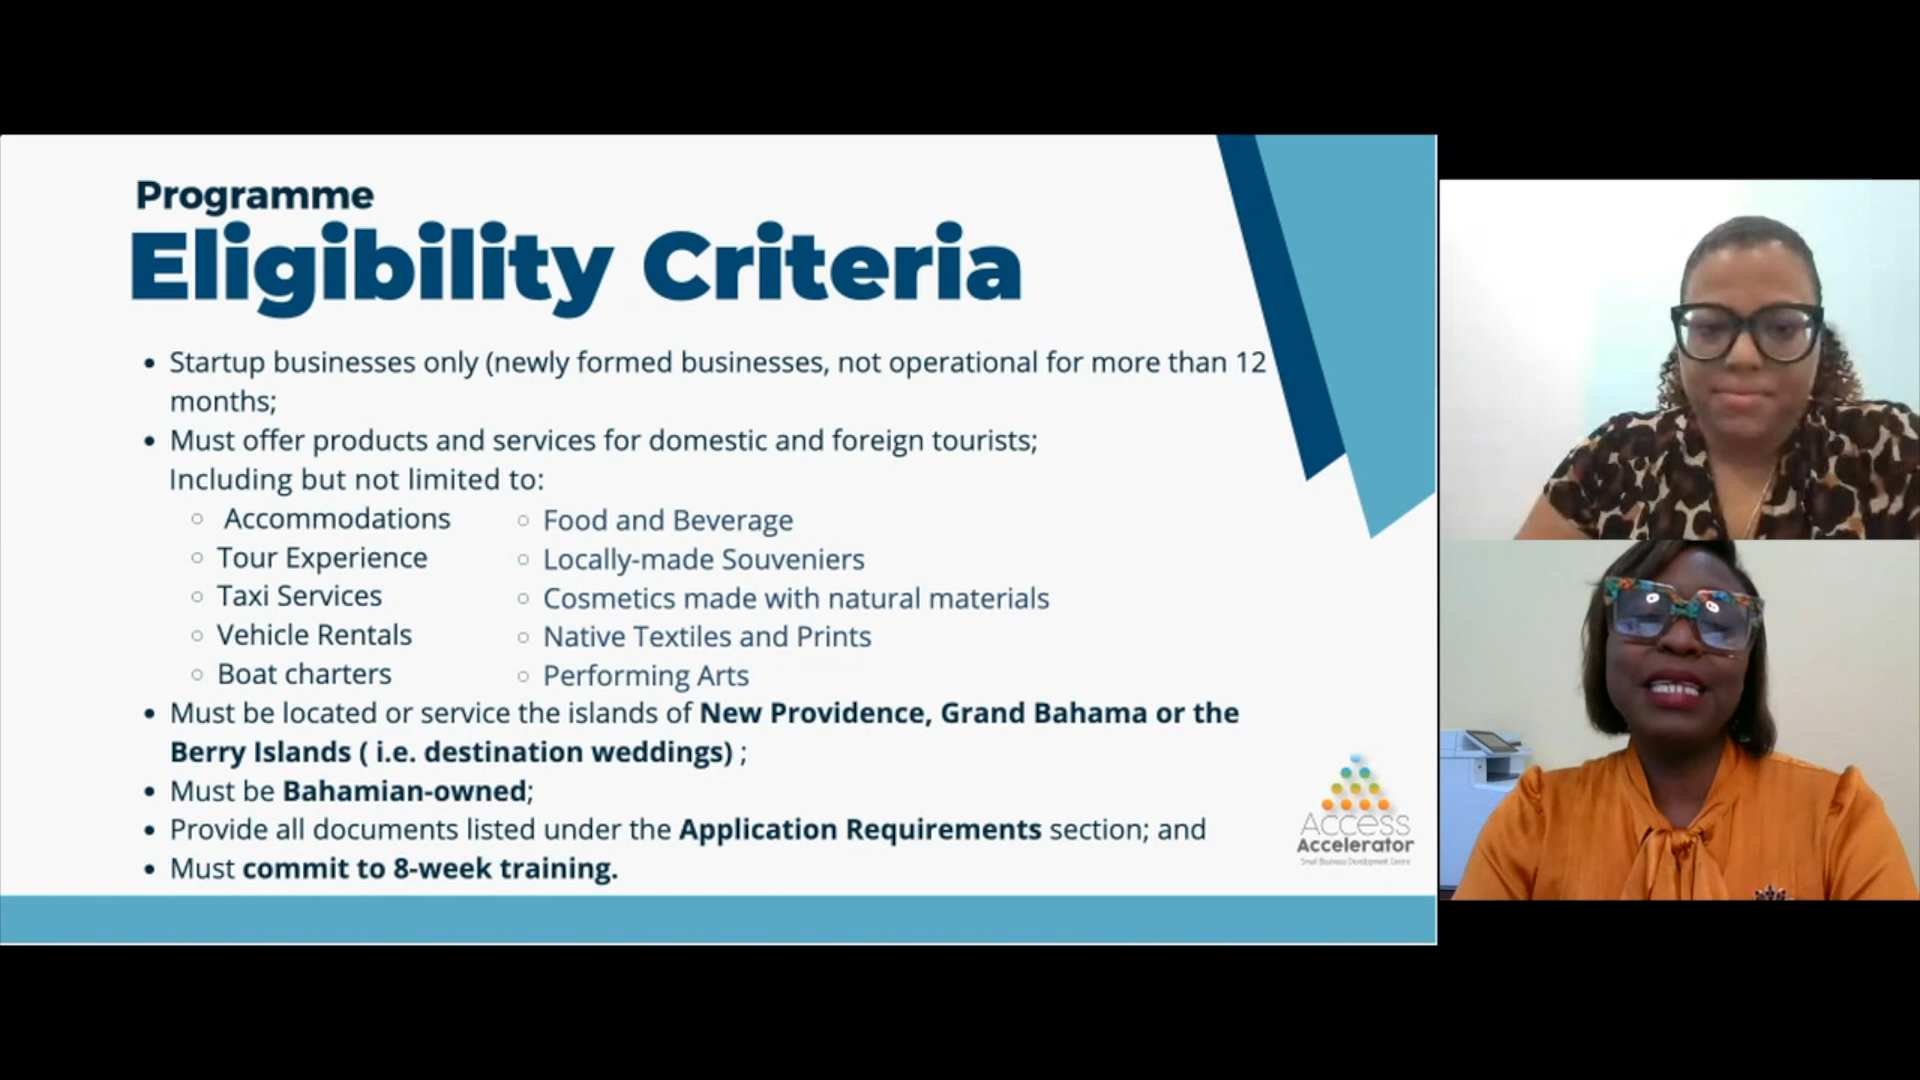 Programme
Eligibility Criteria
• Startup businesses only (newly formed businesses, not operational for more than 12
months;
• Must offer products and services for domestic and foreign tourists;
Including but not limited to:
○ Accommodations
○ Tour Experience
○ Taxi Services
○ Vehicle Rentals
○ Boat charters
○ Food and Beverage
○ Locally-made Souveniers
○ Cosmetics made with natural materials
○ Native Textiles and Prints
○ Performing Arts
• Must be located or service the islands of New Providence, Grand Bahama or the
Berry Islands ( i.e. destination weddings) ;
• Must be Bahamian-owned;
• Provide all documents listed under the Application Requirements section; and
• Must commit to 8-week training.
Access
Accelerator
Small Business Development Centre